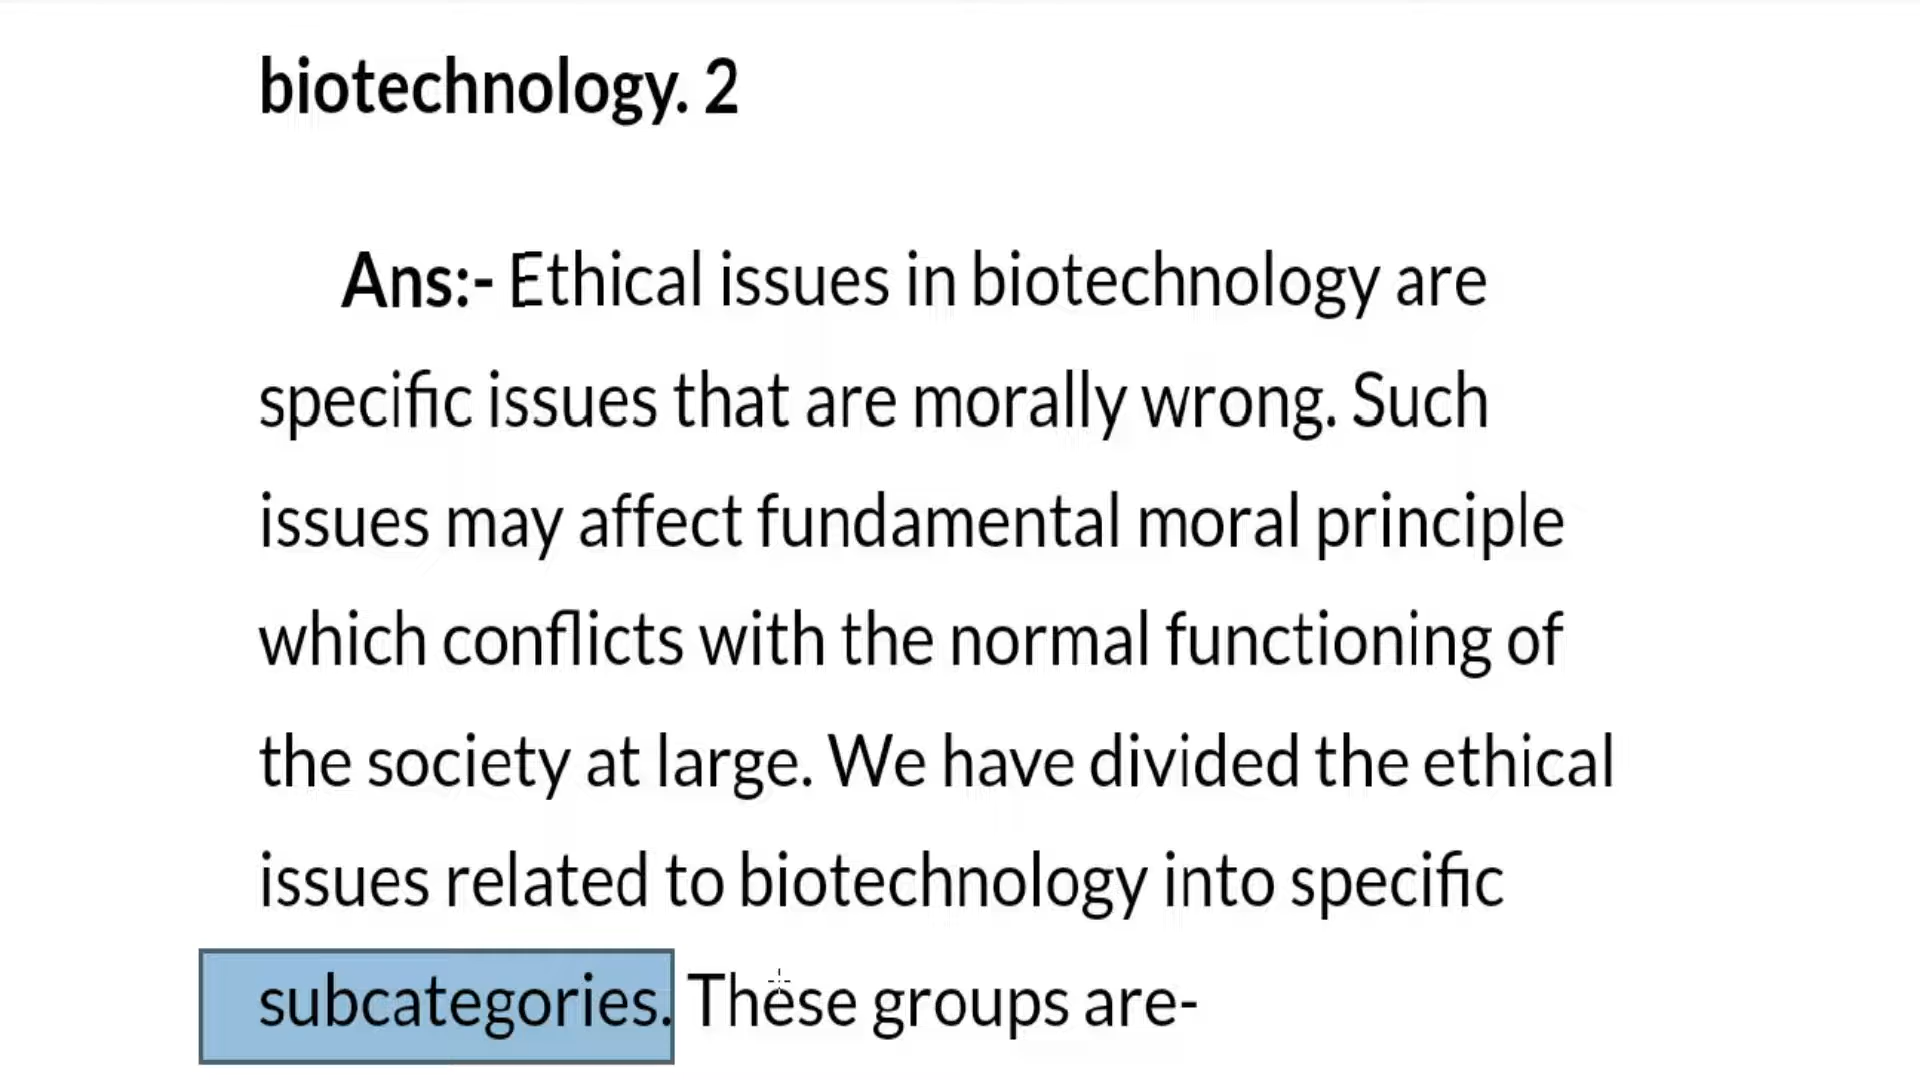 biotechnology. 2
Ans:- Ethical issues in biotechnology are
specific issues that are morally wrong. Such
issues may affect fundamental moral principle
which conflicts with the normal functioning of
the society at large. We have divided the ethical
issues related to biotechnology into specific
subcategories. These groups are-